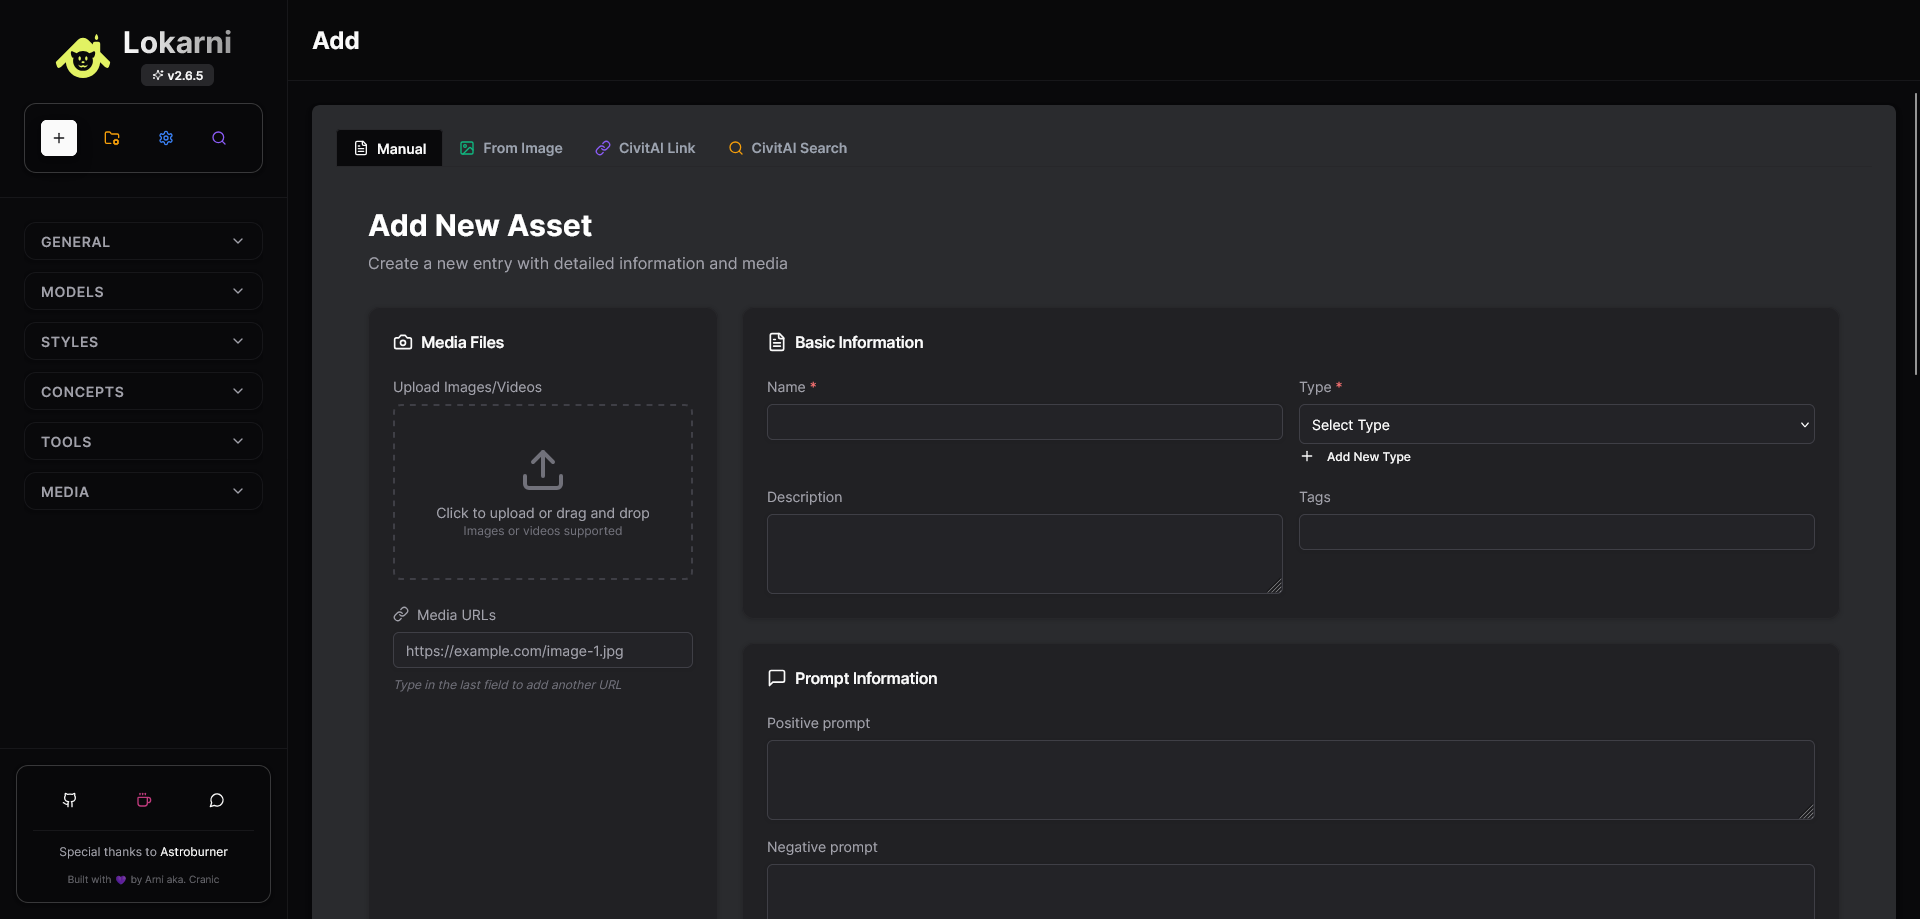 Lokarni
v2.6.5
GENERAL
MODELS
STYLES
CONCEPTS
TOOLS
MEDIA
Special thanks to Astroburner
Built with 💜 by Arni aka. Cranic
Add
Manual
From Image
CivitAI Link
CivitAI Search
Add New Asset
Create a new entry with detailed information and media
Media Files
Upload Images/Videos
Click to upload or drag and drop
Images or videos supported
Media URLs
https://example.com/image-1.jpg
Type in the last field to add another URL
Basic Information
Name *
Type *
Select Type
Add New Type
Description
Tags
Prompt Information
Positive prompt
Negative prompt